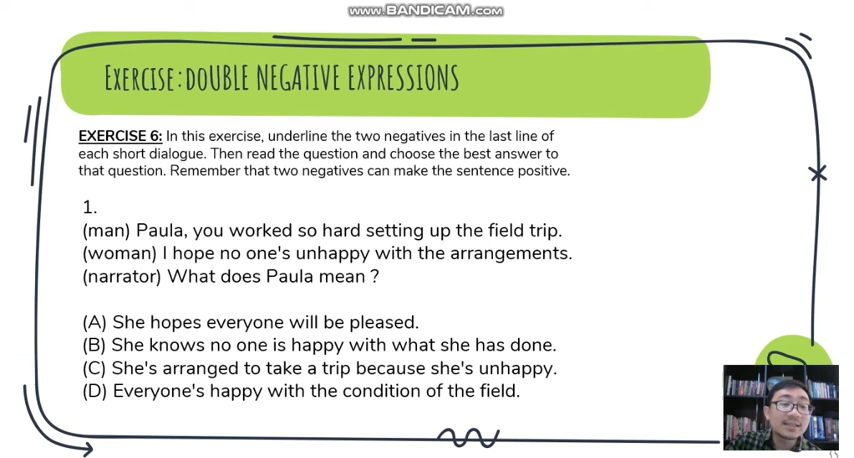 WWW.BANDICAM.COM
EXERCISE:DOUBLE NEGATIVE EXPRESSIONS
EXERCISE 6: In this exercise, underline the two negatives in the last line of
each short dialogue. Then read the question and choose the best answer to
that question. Remember that two negatives can make the sentence positive.
1.
(man) Paula, you worked so hard setting up the field trip.
(woman) I hope no one's unhappy with the arrangements.
(narrator) What does Paula mean ?
(A) She hopes everyone will be pleased.
(B) She knows no one is happy with what she has done.
(C) She's arranged to take a trip because she's unhappy.
(D) Everyone's happy with the condition of the field.